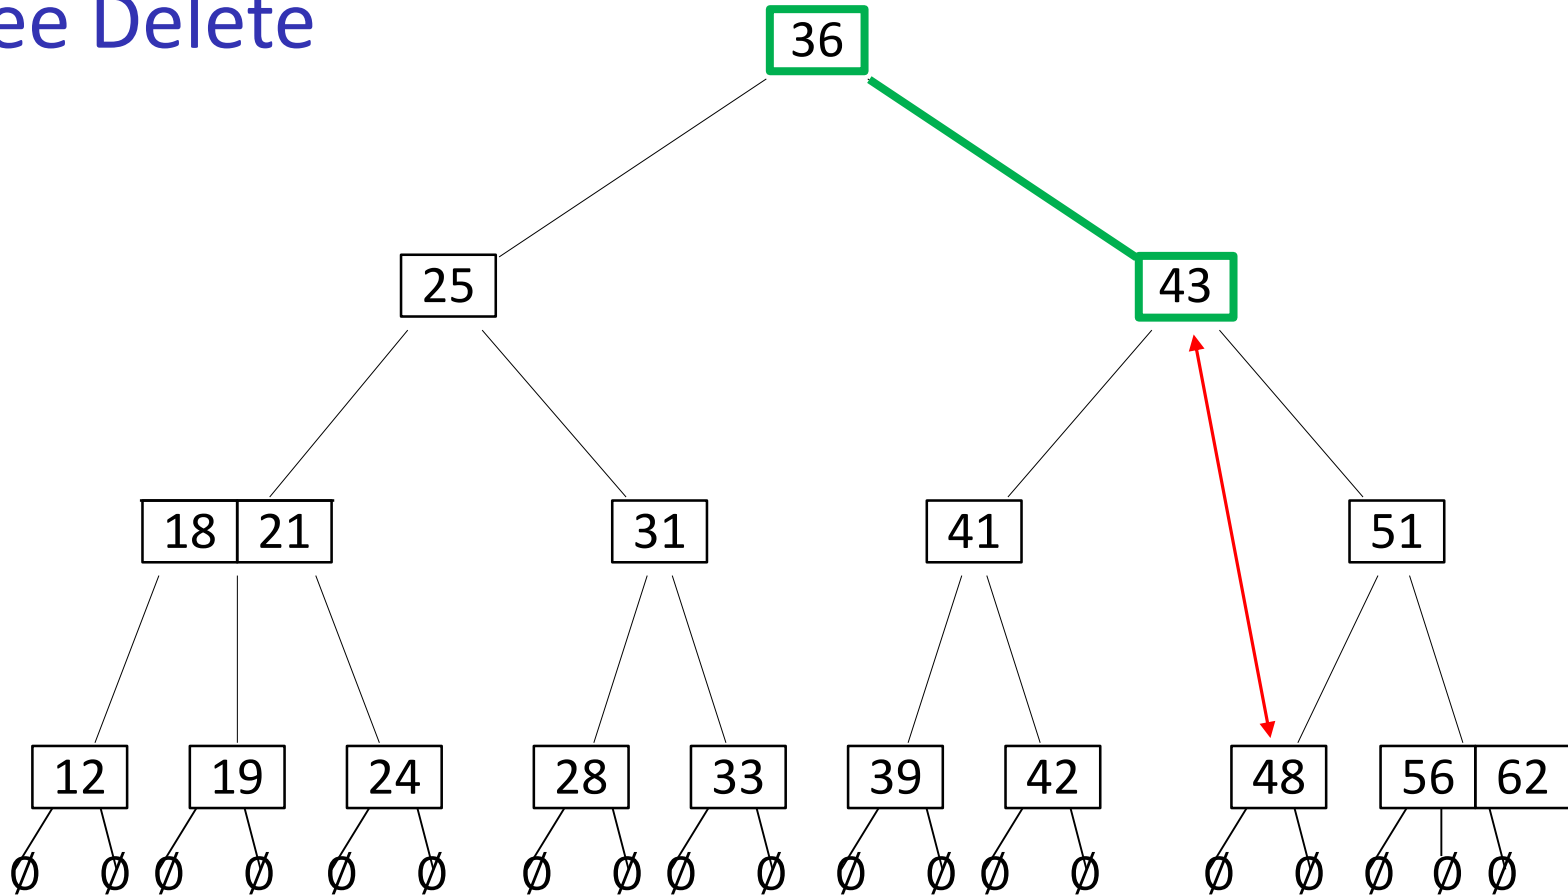 ee Delete
36
25 43
18 21 31 41 51
12 19 24 28 33 39 42 48 56 62
∅ ∅ ∅ ∅ ∅ ∅ ∅ ∅ ∅ ∅ ∅ ∅ ∅ ∅ ∅ ∅ ∅ ∅ ∅